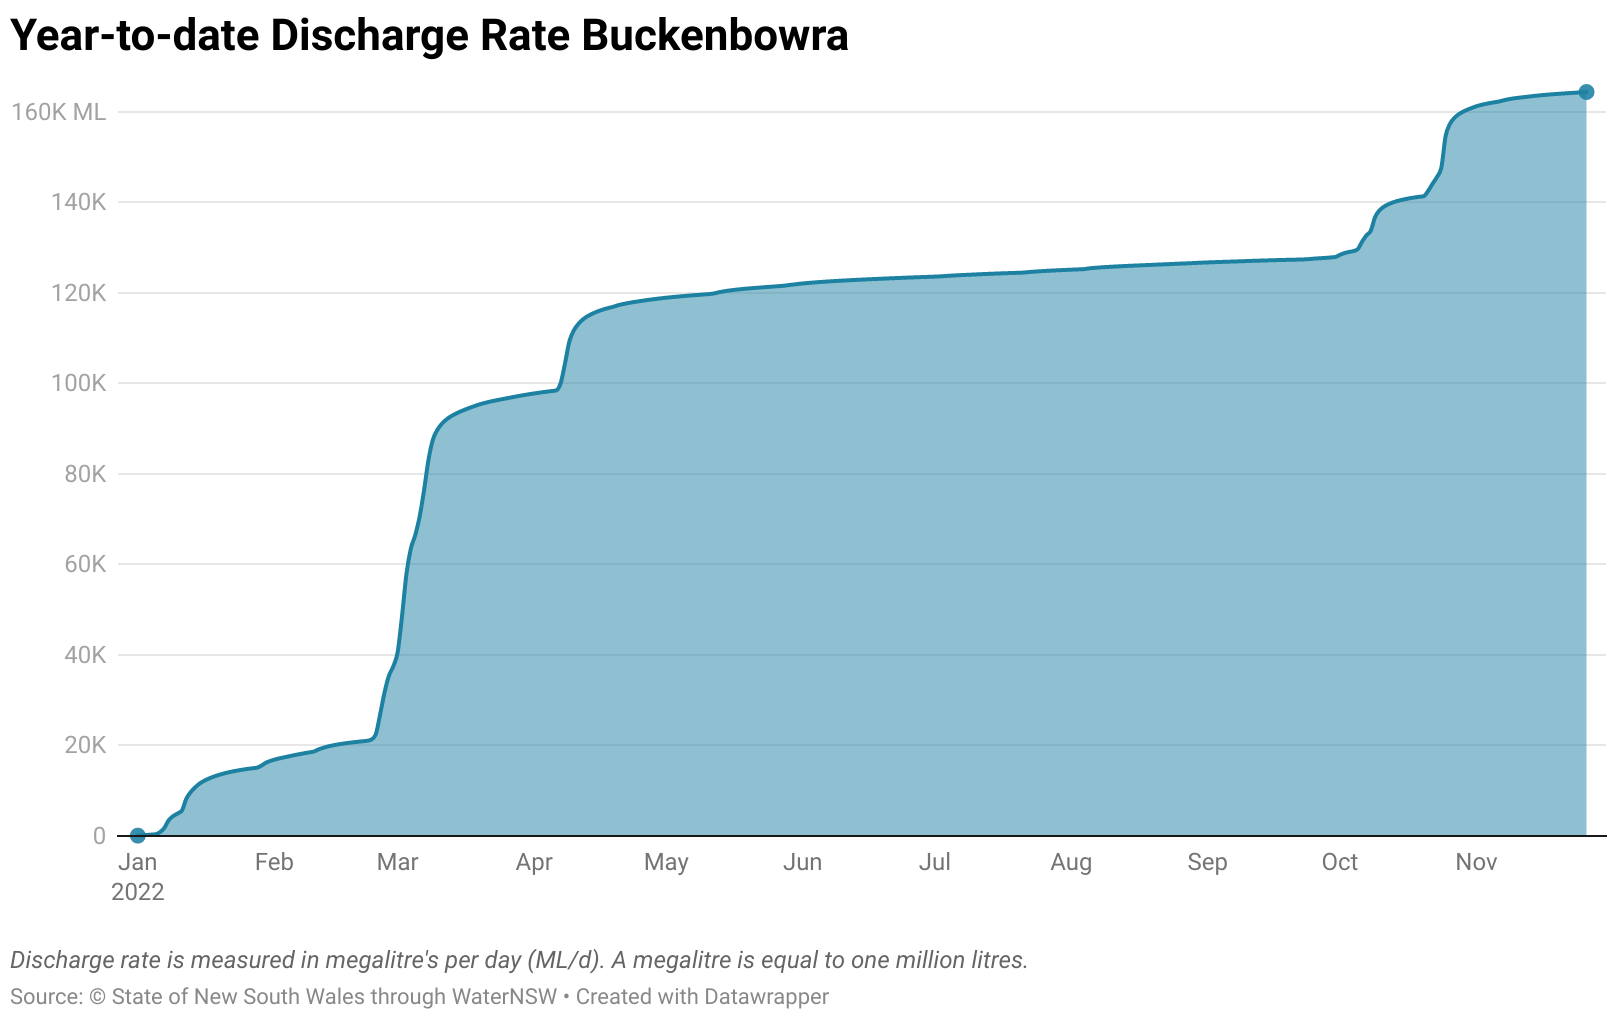 Year-to-date Discharge Rate Buckenbowra
160K ML
140K
120K
100K
80K
60K
40K
20K
0
Jan Feb Mar Apr May Jun Jul Aug Sep Oct Nov
2022
Discharge rate is measured in megalitre's per day (ML/d). A megalitre is equal to one million litres.
Source: © State of New South Wales through WaterNSW • Created with Datawrapper